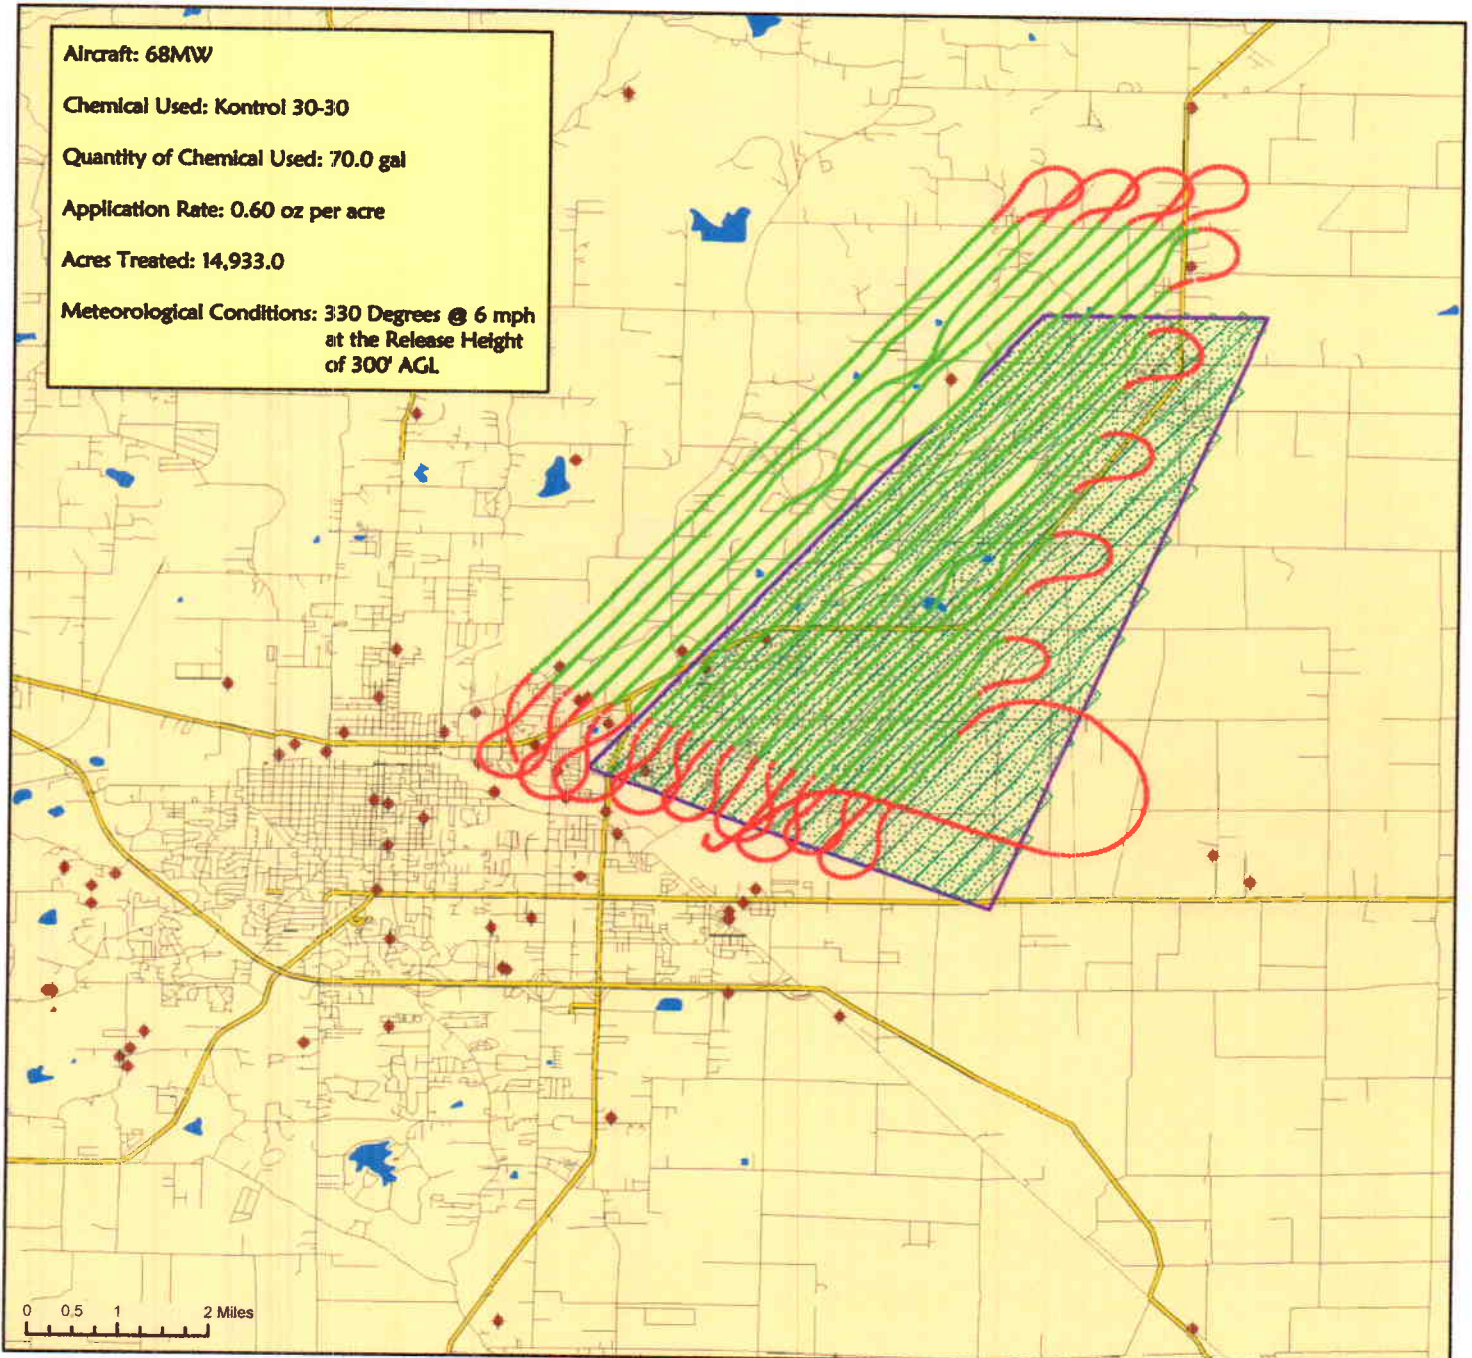 Aircraft: 68MW
Chemical Used: Kontrol 30-30
Quantity of Chemical Used: 70.0 gal
Application Rate: 0.60 oz per acre
Acres Treated: 14,933.0
Meteorological Conditions: 330 Degrees @ 6 mph
at the Release Height
of 300' AGL
0 0.5 1 2 Miles